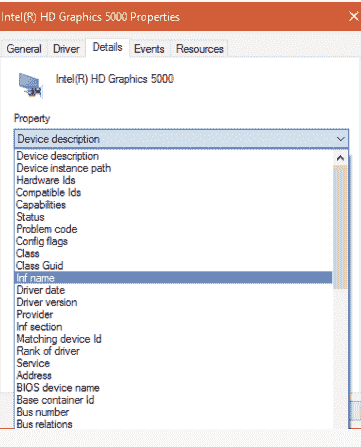 Intel(R) HD Graphics 5000 Properties
General Driver Details Events Resources
Intel(R) HD Graphics 5000
Property
Device description
Device description
Device instance path
Hardware Ids
Compatible Ids
Capabilities
Status
Problem code
Config flags
Class
Class Guid
Inf name
Driver date
Driver version
Provider
Inf section
Matching device Id
Rank of driver
Service
Address
BIOS device name
Base container Id
Bus number
Bus relations